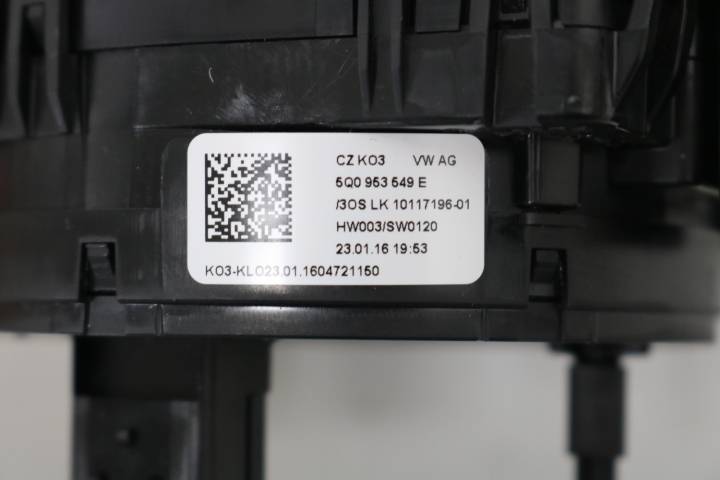 CZ KO3 VW AG
5Q0 953 549 E
/3OS LK 10117196-01
HW003/SW0120
23.01.16 19:53
KO3-KLO23.01.1604721150